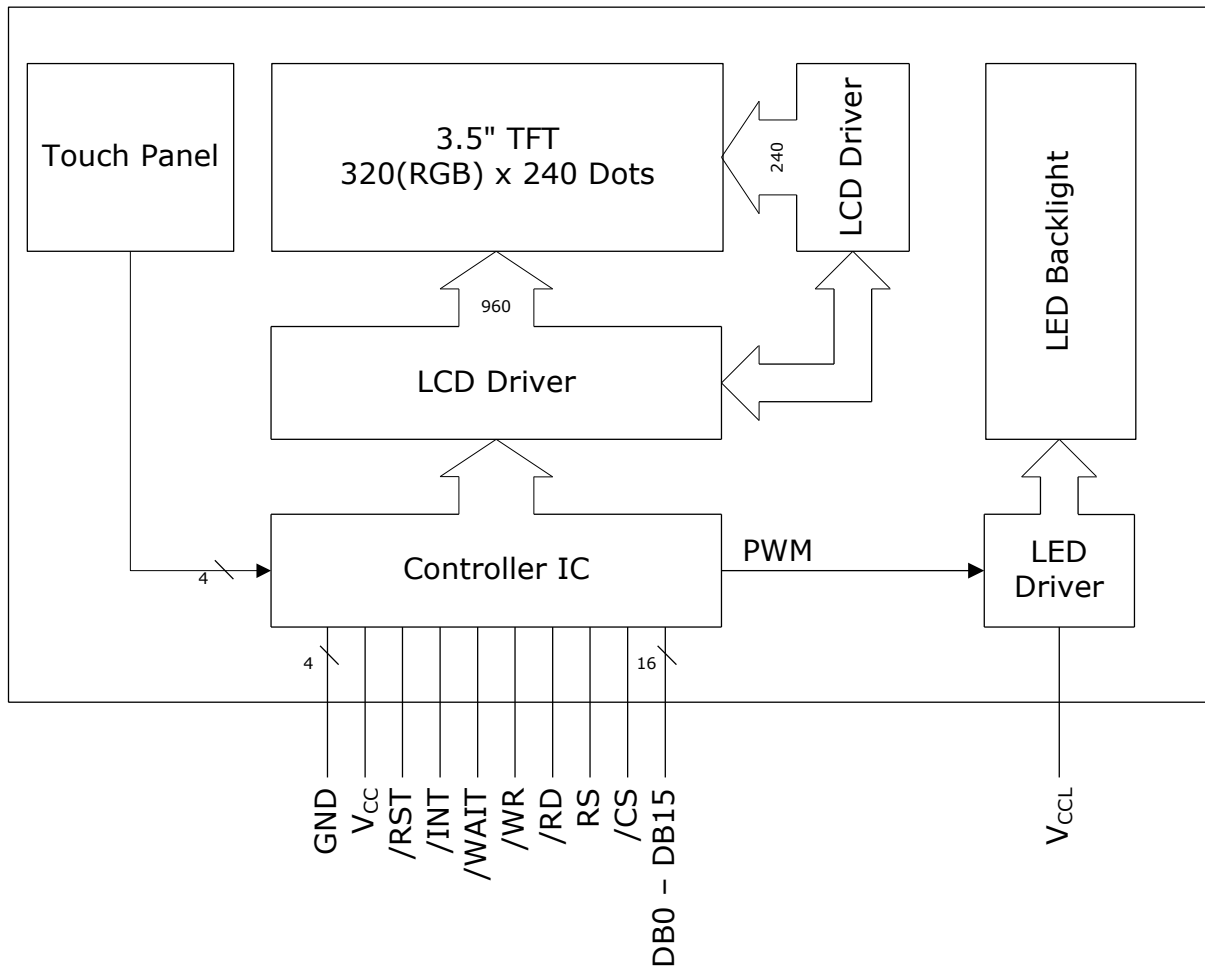 Touch Panel
3.5" TFT
320(RGB) x 240 Dots
240
LCD Driver
LED Backlight
960
LCD Driver
Controller IC
PWM
LED
Driver
4
4
16
GND
VCC
/RST
/INT
/WAIT
/WR
/RD
RS
/CS
DB0 – DB15
VCCL